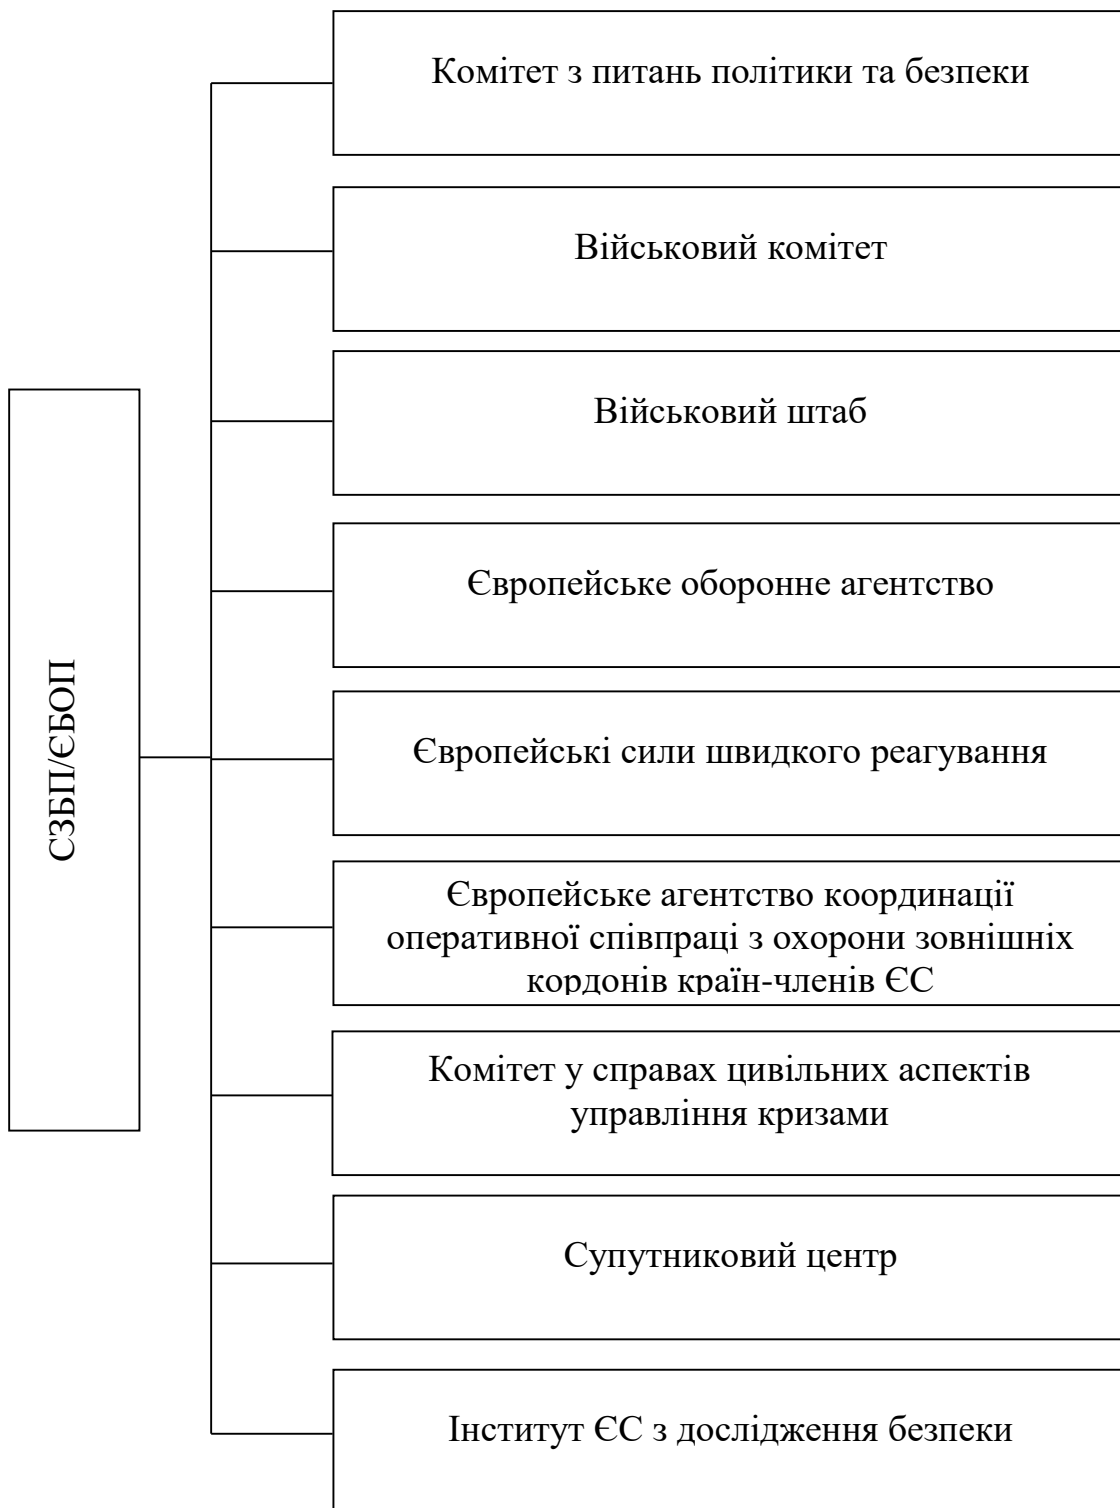 Комітет з питань політики та безпеки
Військовий комітет
Військовий штаб
Європейське оборонне агентство
СЗБП/ЄБОП
Європейські сили швидкого реагування
Європейське агентство координації
оперативної співпраці з охорони зовнішніх
кордонів країн-членів ЄС
Комітет у справах цивільних аспектів
управління кризами
Супутниковий центр
Інститут ЄС з дослідження безпеки